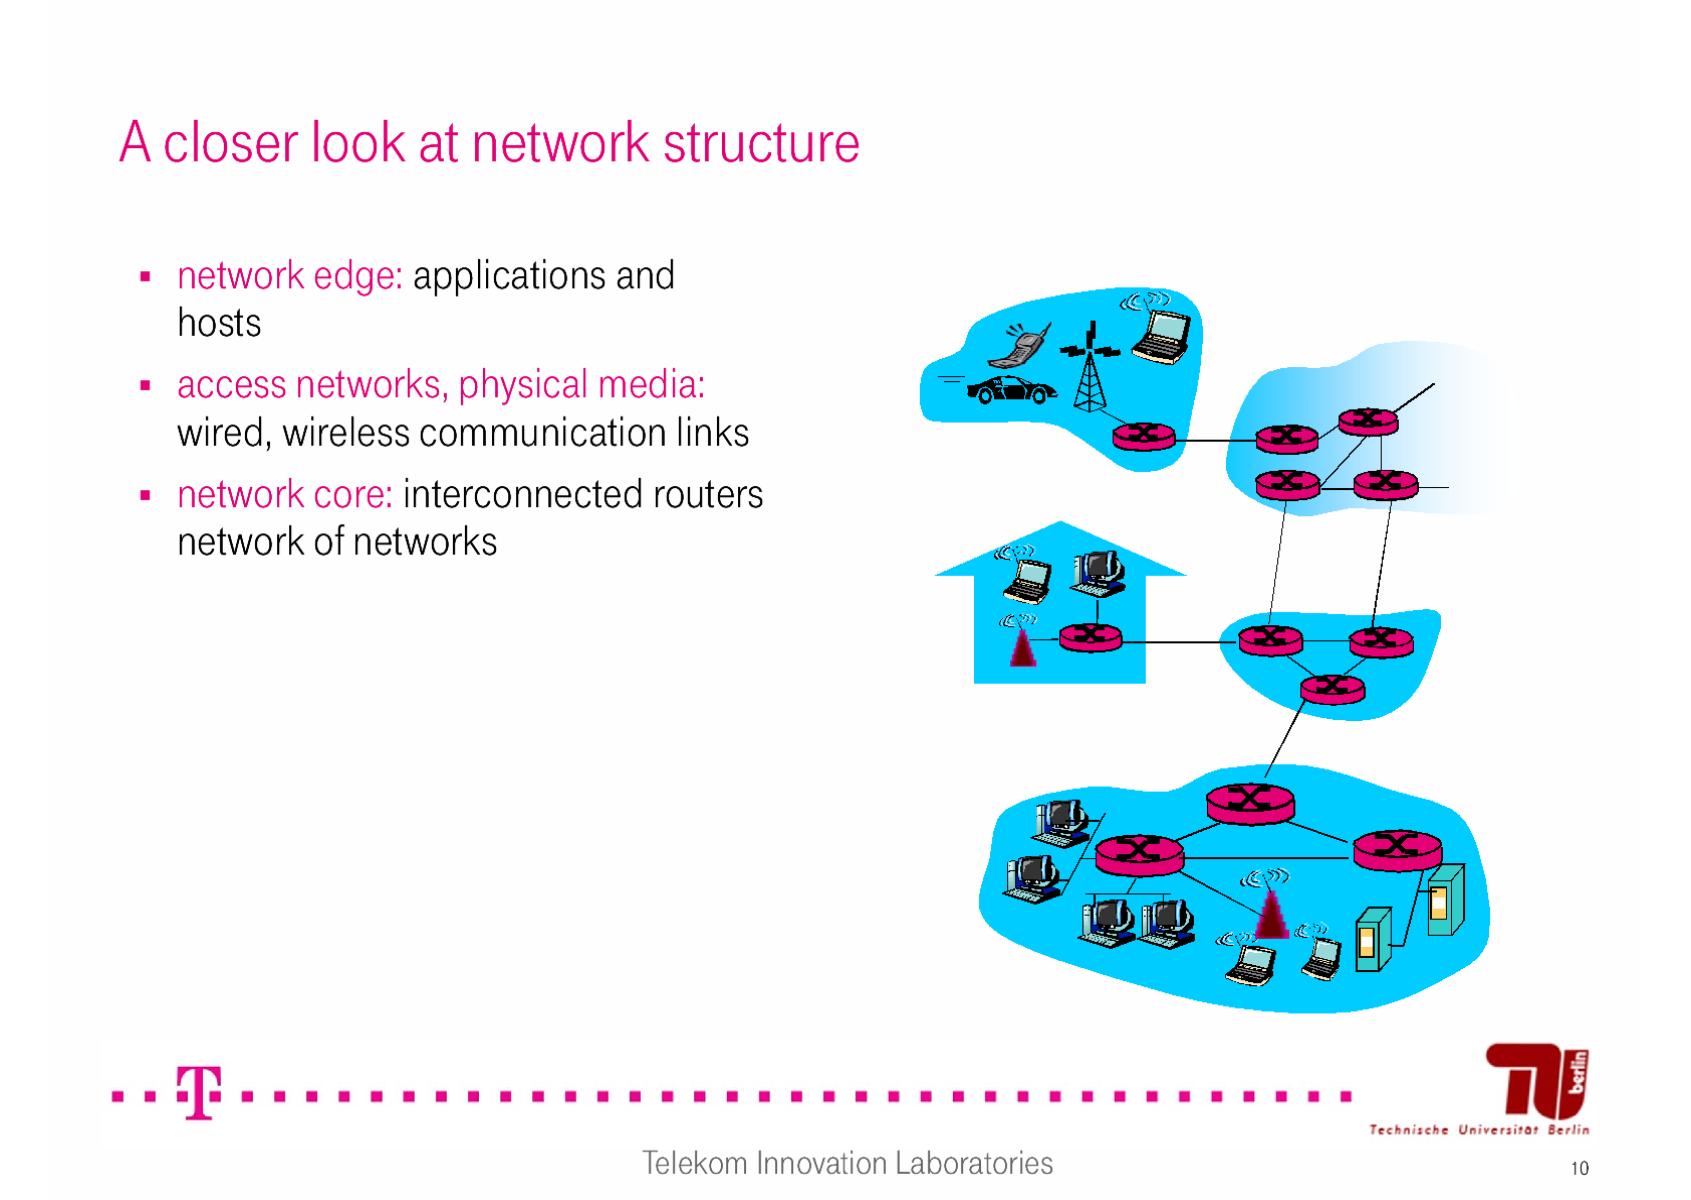 A closer look at network structure
▪ network edge: applications and
hosts
▪ access networks, physical media:
wired, wireless communication links
▪ network core: interconnected routers
network of networks
T
berlin
Technische Universität Berlin
Telekom Innovation Laboratories
10